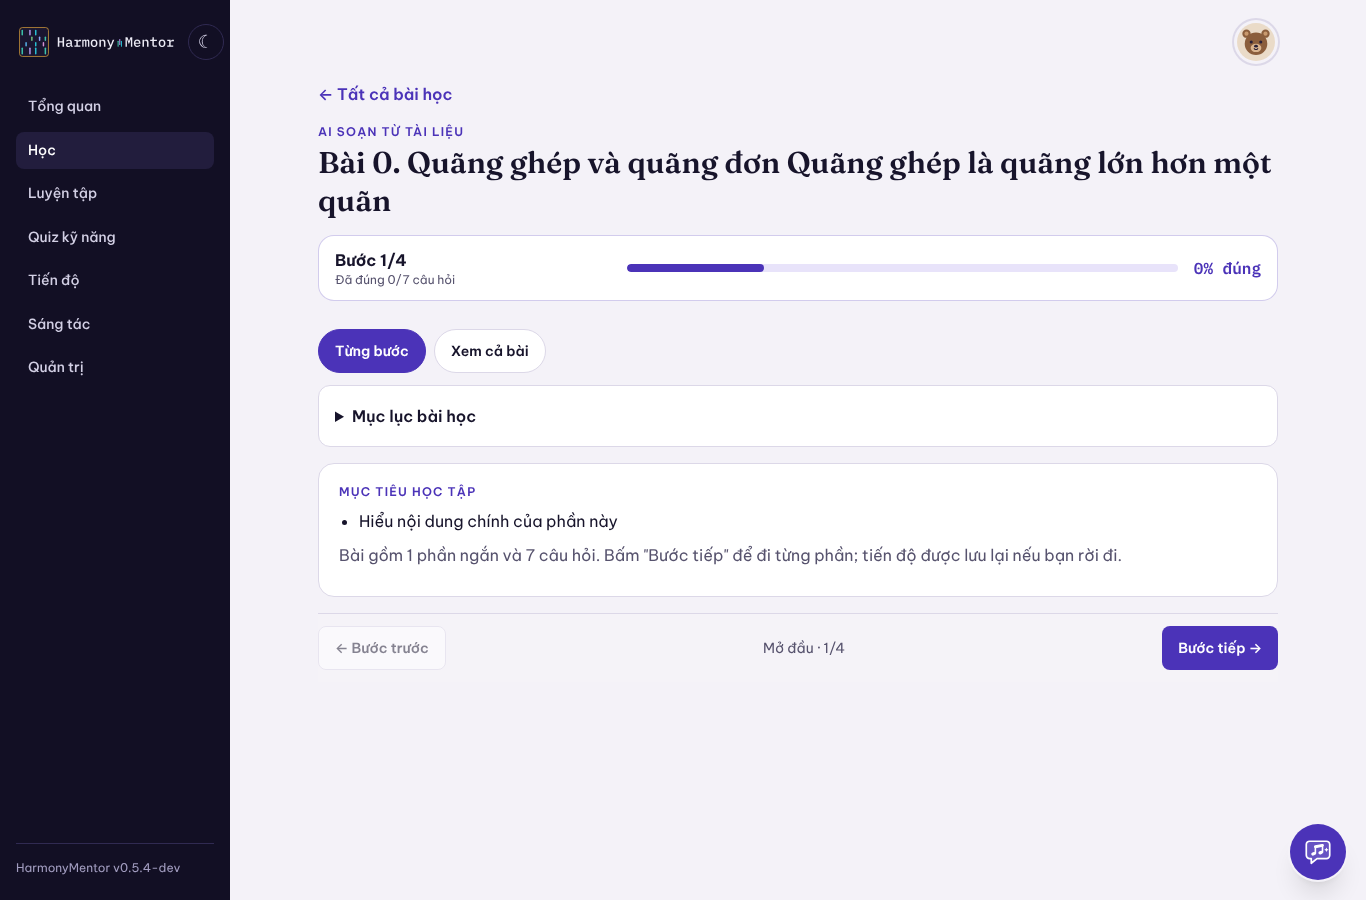 Harmony Mentor
Tổng quan
Học
Luyện tập
Quiz kỹ năng
Tiến độ
Sáng tác
Quản trị
HarmonyMentor v0.5.4-dev
← Tất cả bài học
AI SOẠN TỪ TÀI LIỆU
Bài 0. Quãng ghép và quãng đơn Quãng ghép là quãng lớn hơn một
quãn
Bước 1/4
Đã đúng 0/7 câu hỏi
0% đúng
Từng bước
Xem cả bài
▶ Mục lục bài học
MỤC TIÊU HỌC TẬP
• Hiểu nội dung chính của phần này
Bài gồm 1 phần ngắn và 7 câu hỏi. Bấm "Bước tiếp" để đi từng phần; tiến độ được lưu lại nếu bạn rời đi.
← Bước trước
Mở đầu · 1/4
Bước tiếp →